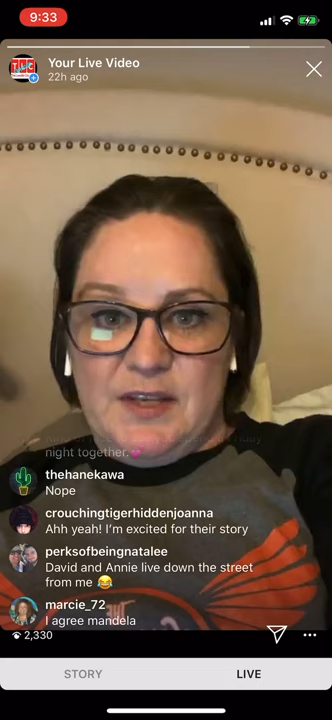 9:33
Your Live Video
22h ago
night together.
thehanekawa
Nope
crouchingtigerhiddenjoanna
Ahh yeah! I'm excited for their story
perksofbeingnatalee
David and Annie live down the street
from me 😂
marcie_72
I agree mandela
2,330
STORY
LIVE